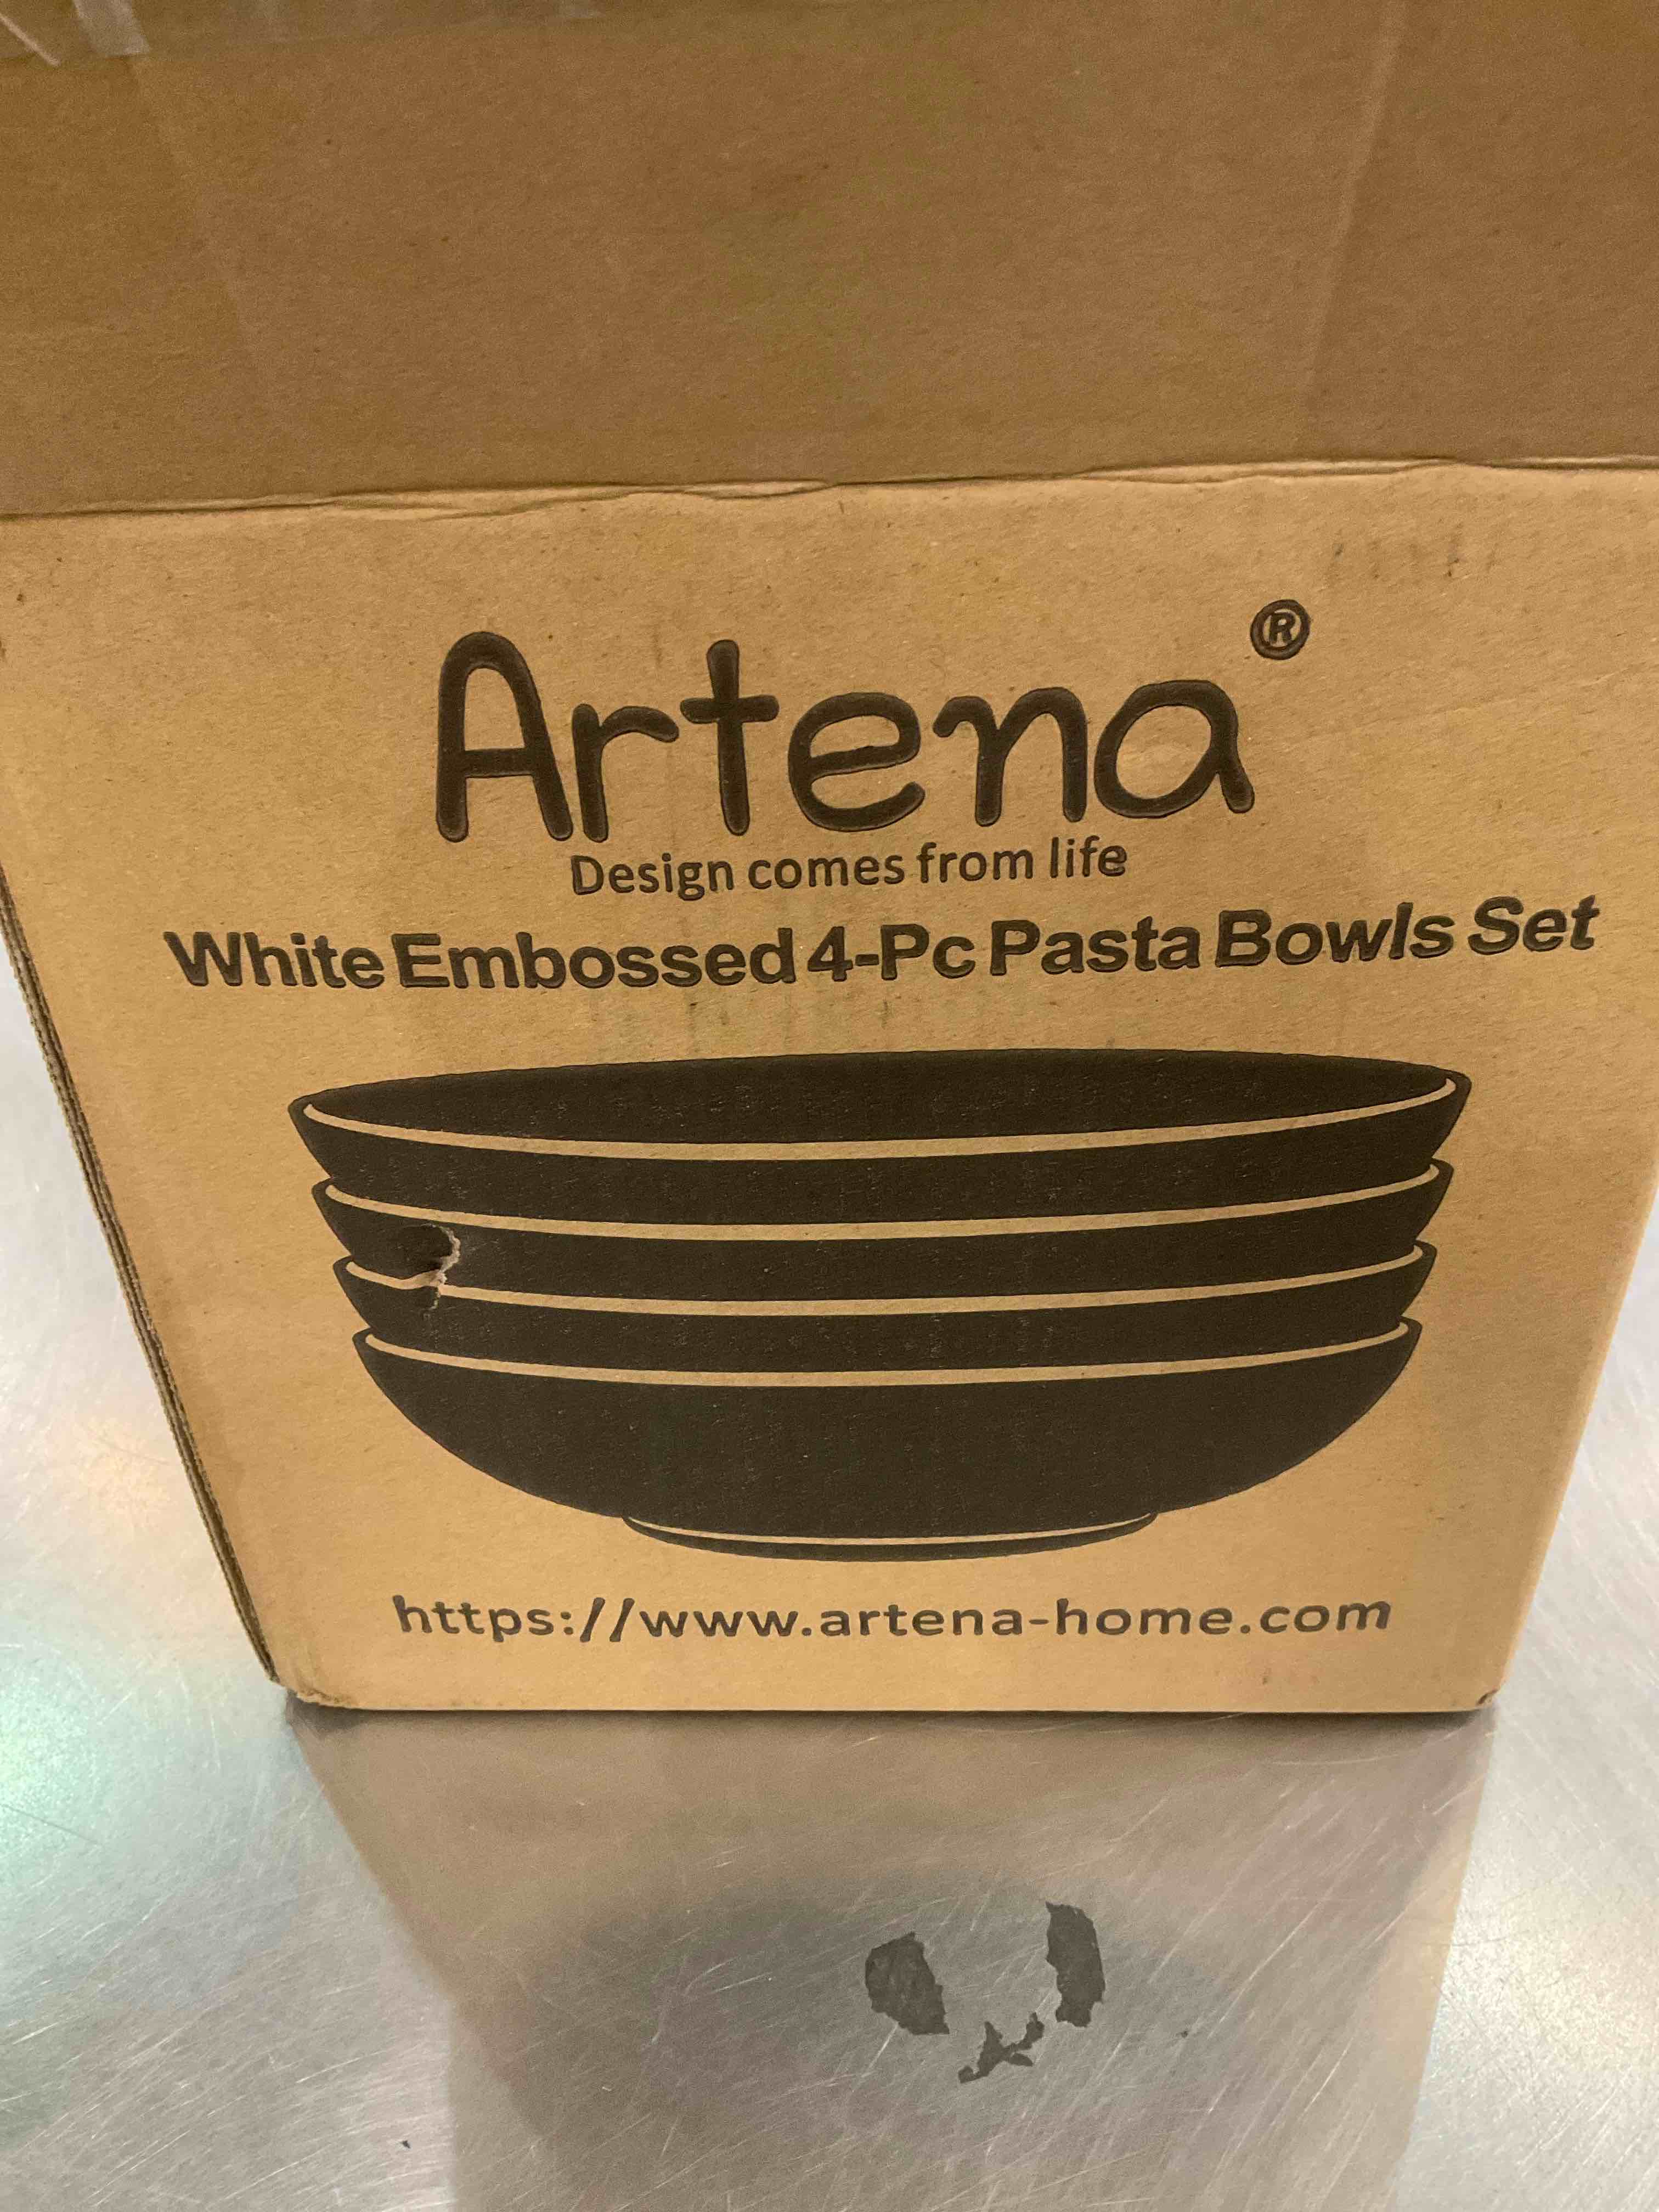 Artena®
Design comes from life
White Embossed 4-Pc Pasta Bowls Set
https://www.artena-home.com